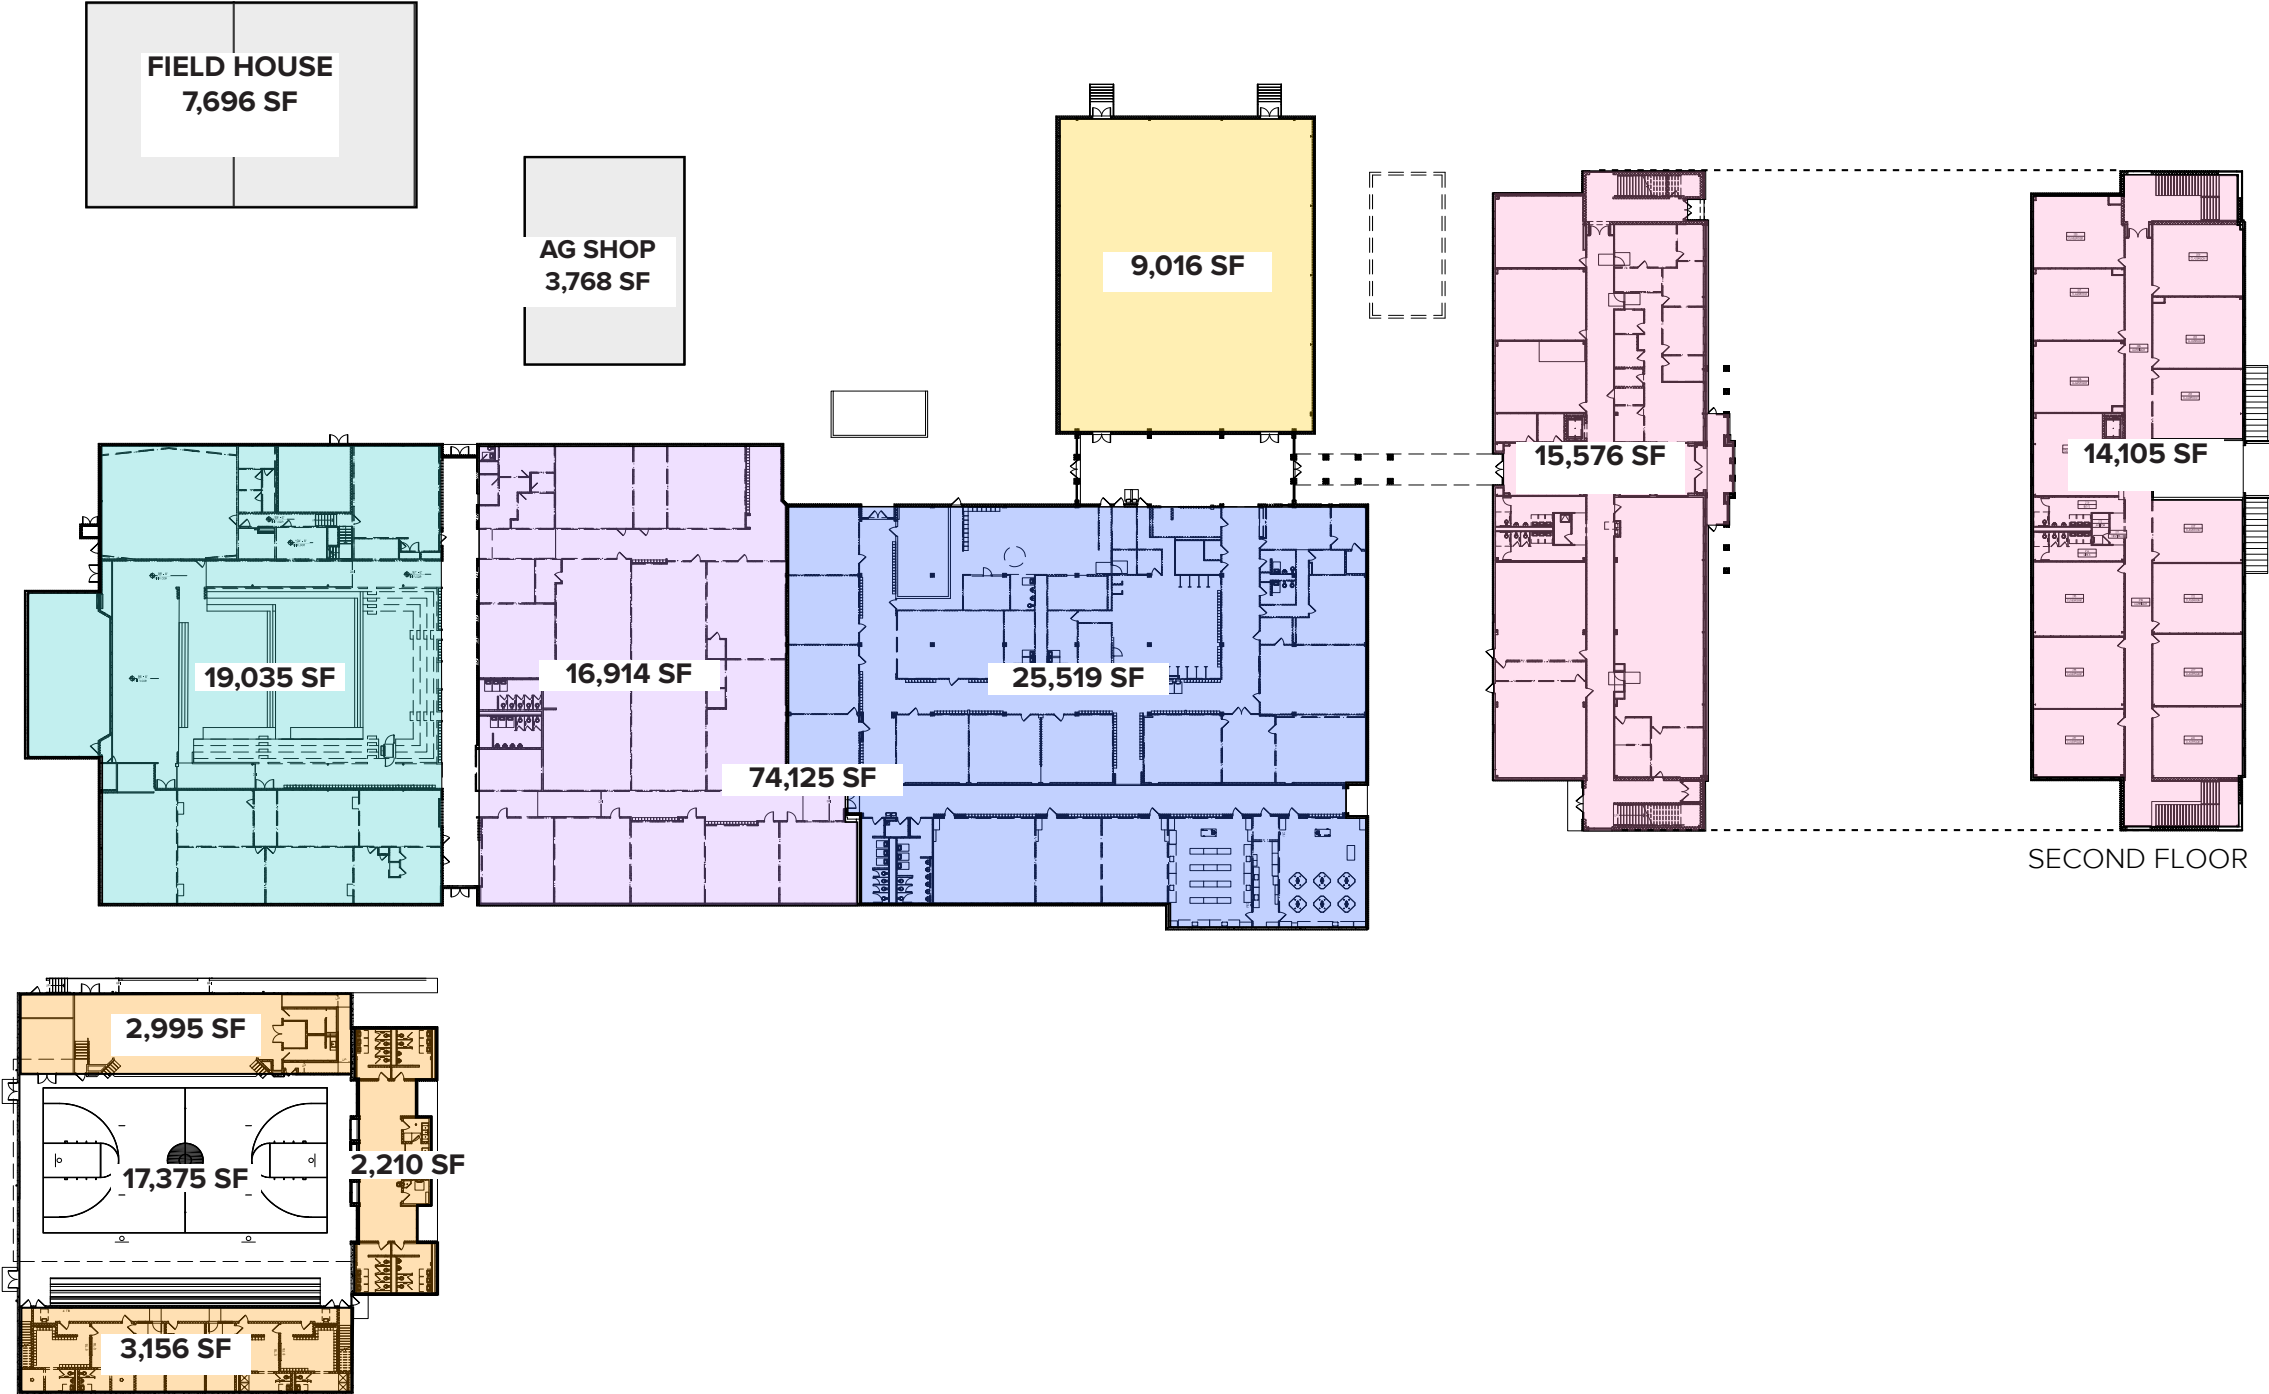 FIELD HOUSE
7,696 SF
AG SHOP
3,768 SF
9,016 SF
15,576 SF
14,105 SF
19,035 SF
16,914 SF
25,519 SF
74,125 SF
SECOND FLOOR
2,995 SF
17,375 SF
2,210 SF
3,156 SF